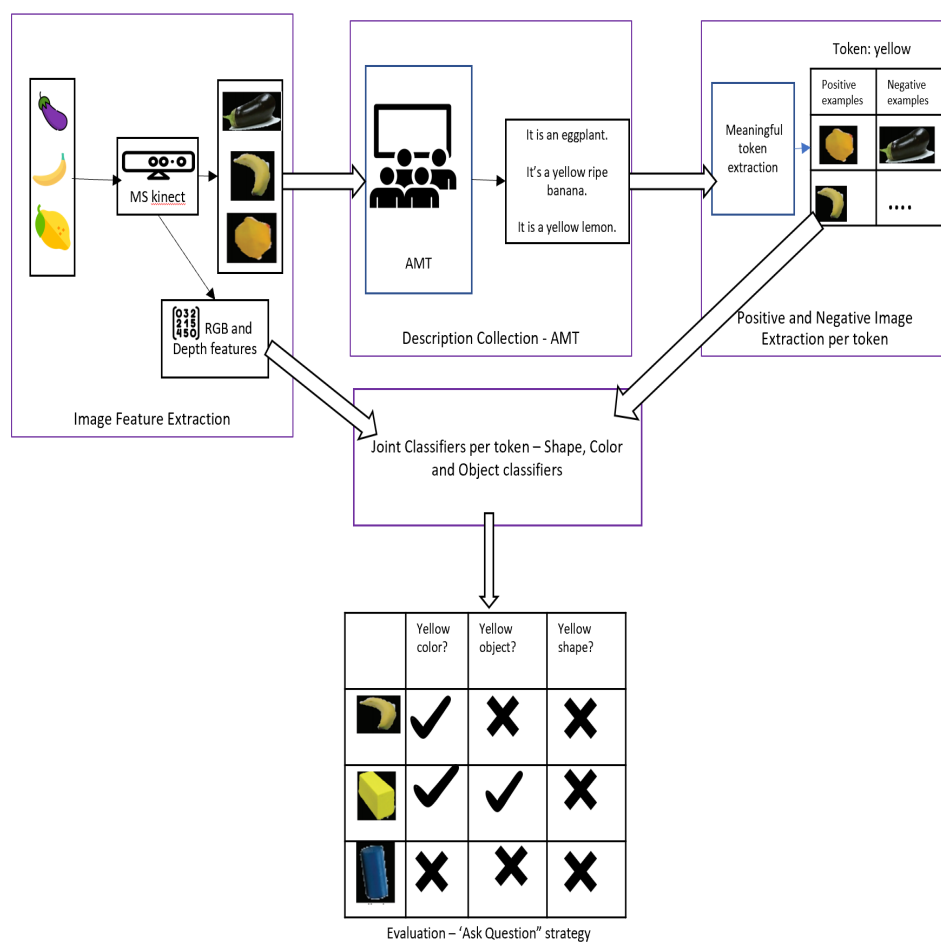 MS kinect
032
215
450
RGB and
Depth features
Image Feature Extraction
AMT
It is an eggplant.
It's a yellow ripe
banana.
It is a yellow lemon.
Description Collection - AMT
Meaningful
token
extraction
Token: yellow
Positive
examples
Negative
examples
....
Positive and Negative Image
Extraction per token
Joint Classifiers per token – Shape, Color
and Object classifiers
Yellow
color?
Yellow
object?
Yellow
shape?
Evaluation – 'Ask Question" strategy